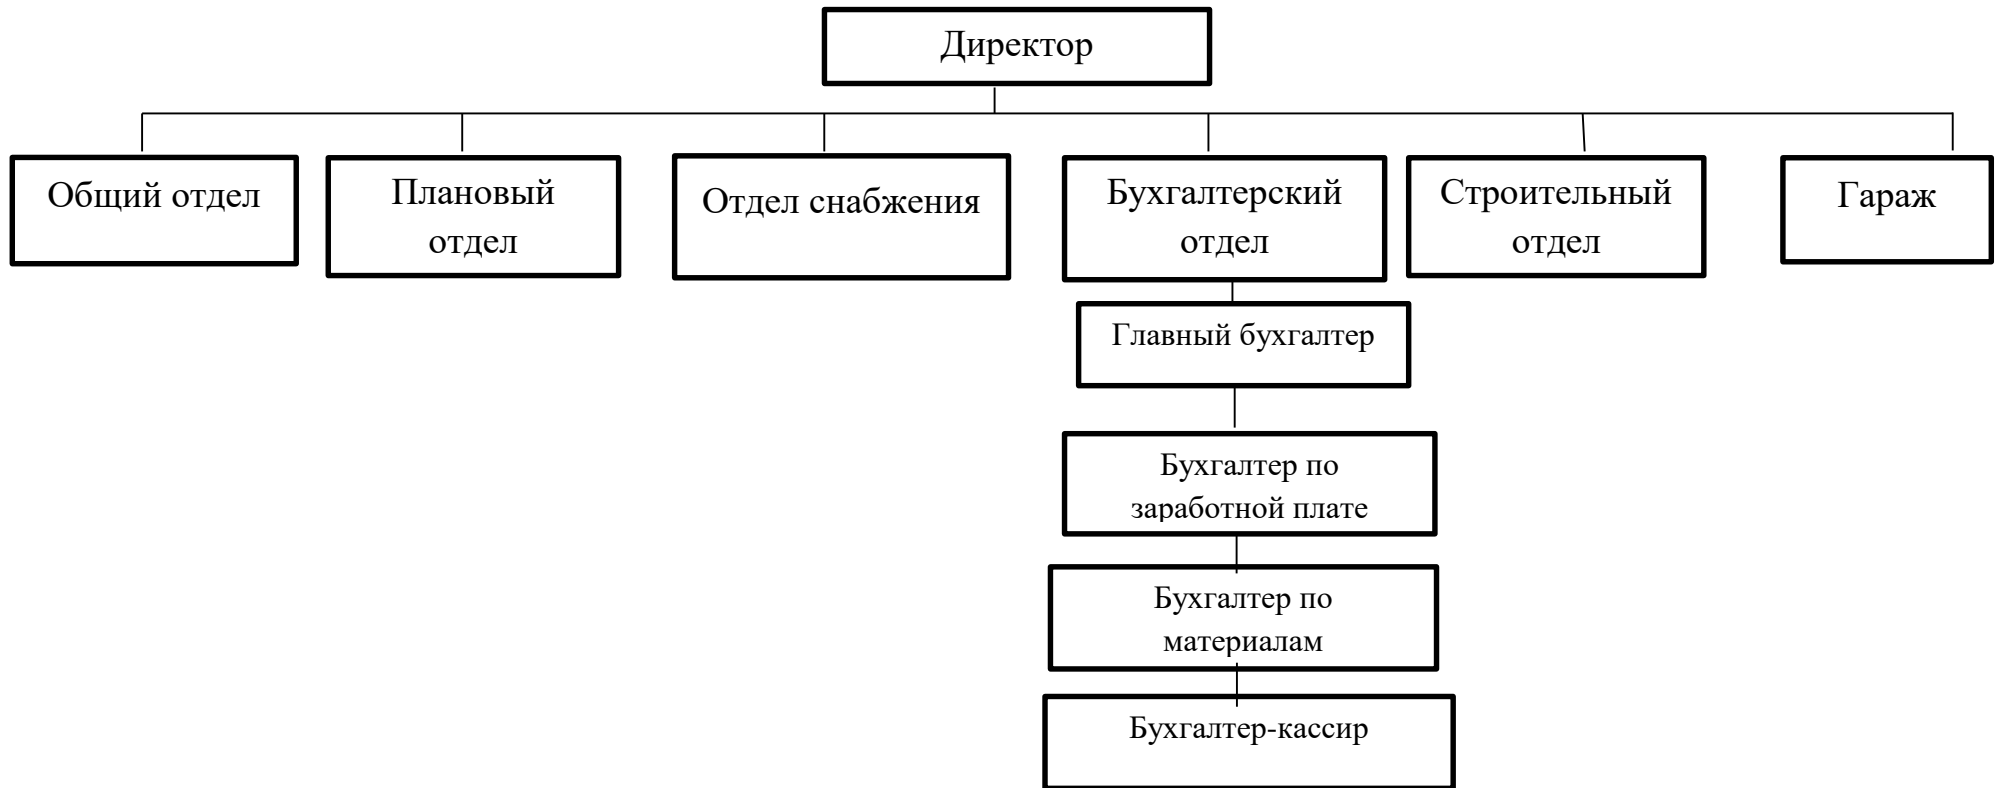 Директор
Общий отдел
Плановый
отдел
Отдел снабжения
Бухгалтерский
отдел
Строительный
отдел
Гараж
Главный бухгалтер
Бухгалтер по
заработной плате
Бухгалтер по
материалам
Бухгалтер-кассир